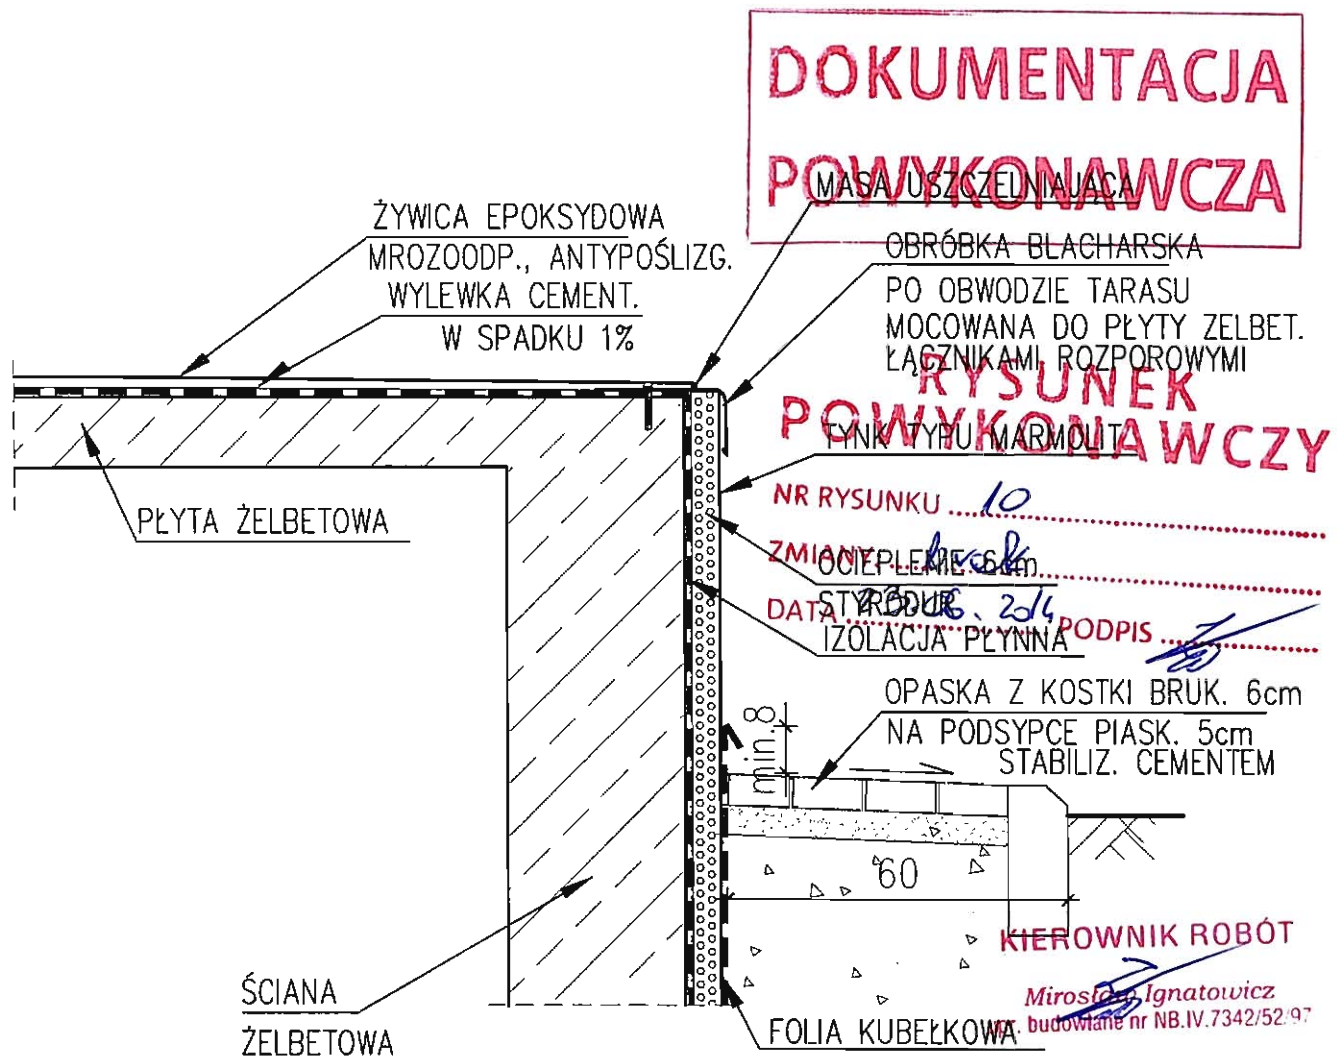 DOKUMENTACJA
POWYKONAWCZA
MASA USZCZELNIAJĄCA
ŻYWICA EPOKSYDOWA
MROZOODP., ANTYPOŚLIZG.
WYLEWKA CEMENT.
W SPADKU 1%
OBRÓBKA BLACHARSKA
PO OBWODZIE TARASU
MOCOWANA DO PŁYTY ZELBET.
ŁĄCZNIKAMI ROZPOROWYMI
RYSUNEK
POWYKONAWCZY
TYNK TYPU MARMOLIT
NR RYSUNKU 10
PŁYTA ŻELBETOWA
ZMIANY
OCIEPLENIE 6cm
STYRODUR
DATA 2014 PODPIS
IZOLACJA PŁYNNA
OPASKA Z KOSTKI BRUK. 6cm
NA PODSYPCE PIASK. 5cm
STABILIZ. CEMENTEM
min.8
60
KIEROWNIK ROBÓT
Mirosław Ignatowicz
budowlane nr NB.IV.7342/52/97
ŚCIANA
ŻELBETOWA
FOLIA KUBEŁKOWA